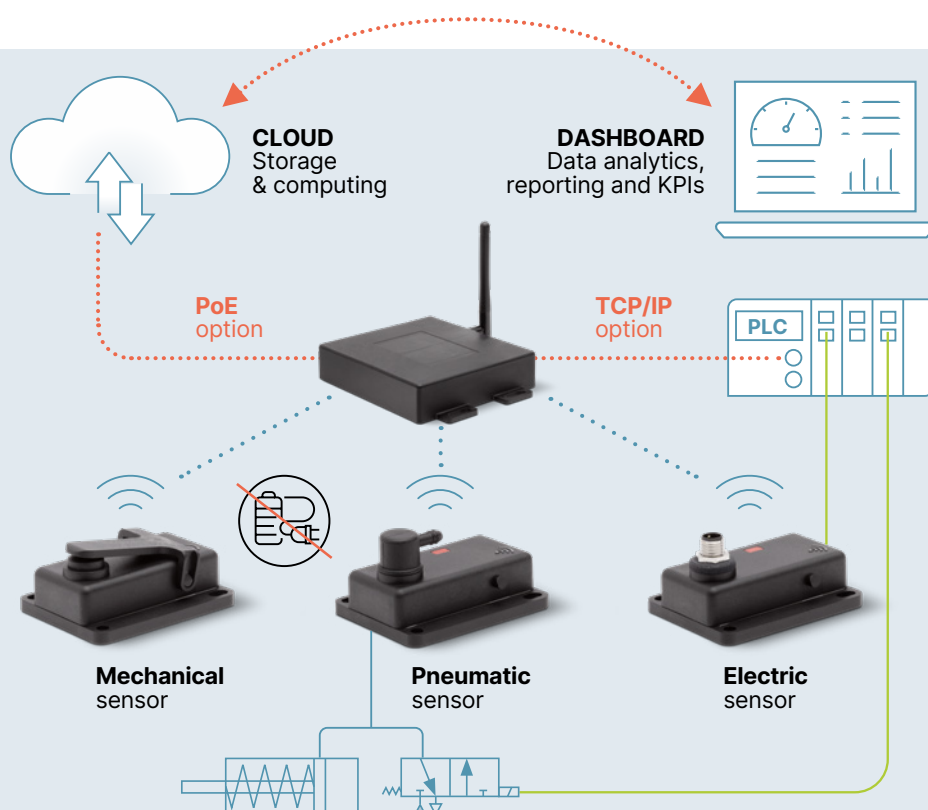 CLOUD
Storage
& computing
DASHBOARD
Data analytics,
reporting and KPIs
PoE
option
TCP/IP
option
PLC
Mechanical
sensor
Pneumatic
sensor
Electric
sensor